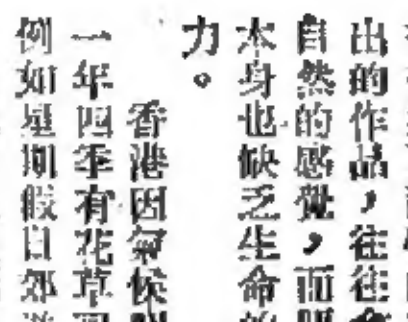 出的作品，往往
自然的感覺，而
本身也缺乏生命
力。
香港因氣候
一年四季有花草
例如星期假日郊